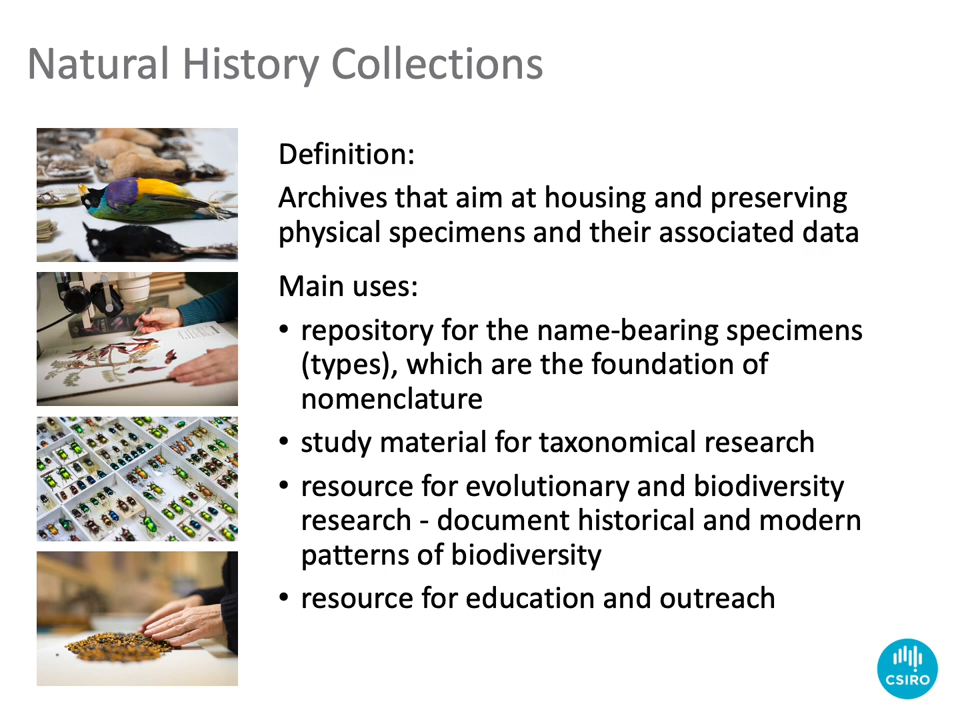 Natural History Collections
Definition:
Archives that aim at housing and preserving
physical specimens and their associated data
Main uses:
• repository for the name-bearing specimens
(types), which are the foundation of
nomenclature
• study material for taxonomical research
• resource for evolutionary and biodiversity
research - document historical and modern
patterns of biodiversity
• resource for education and outreach
CSIRO